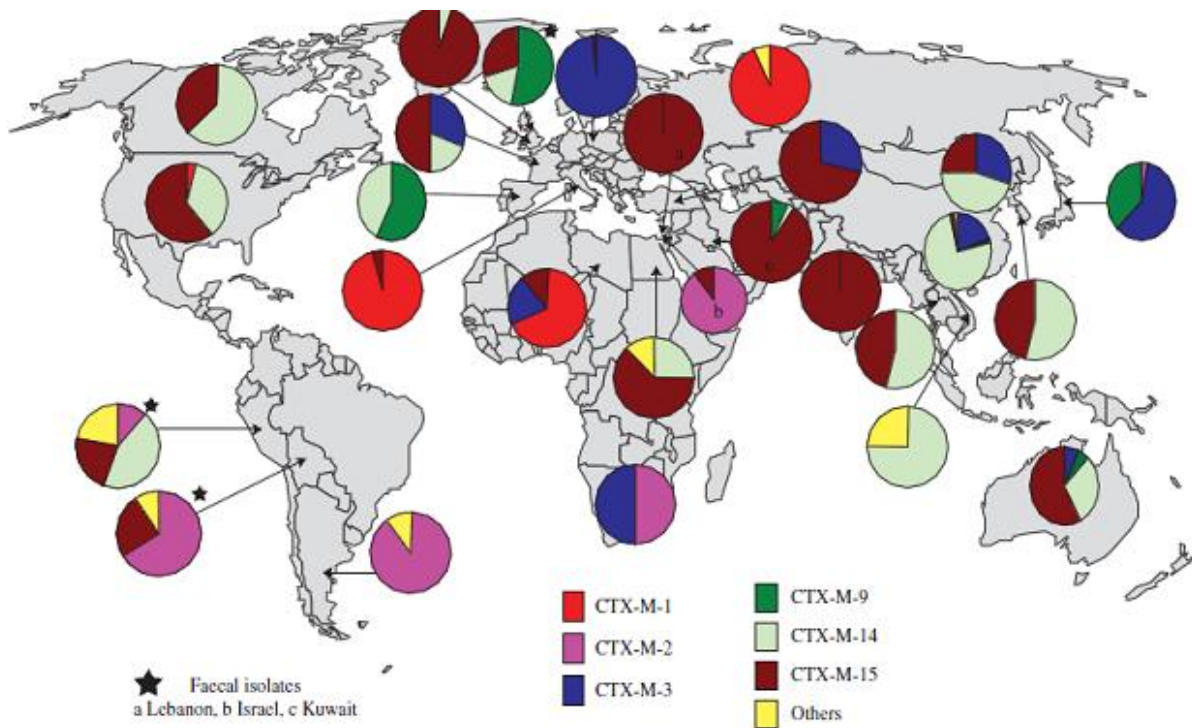 a
c
b
CTX-M-1
CTX-M-2
CTX-M-3
CTX-M-9
CTX-M-14
CTX-M-15
Others
Faecal isolates
a Lebanon, b Israel, c Kuwait